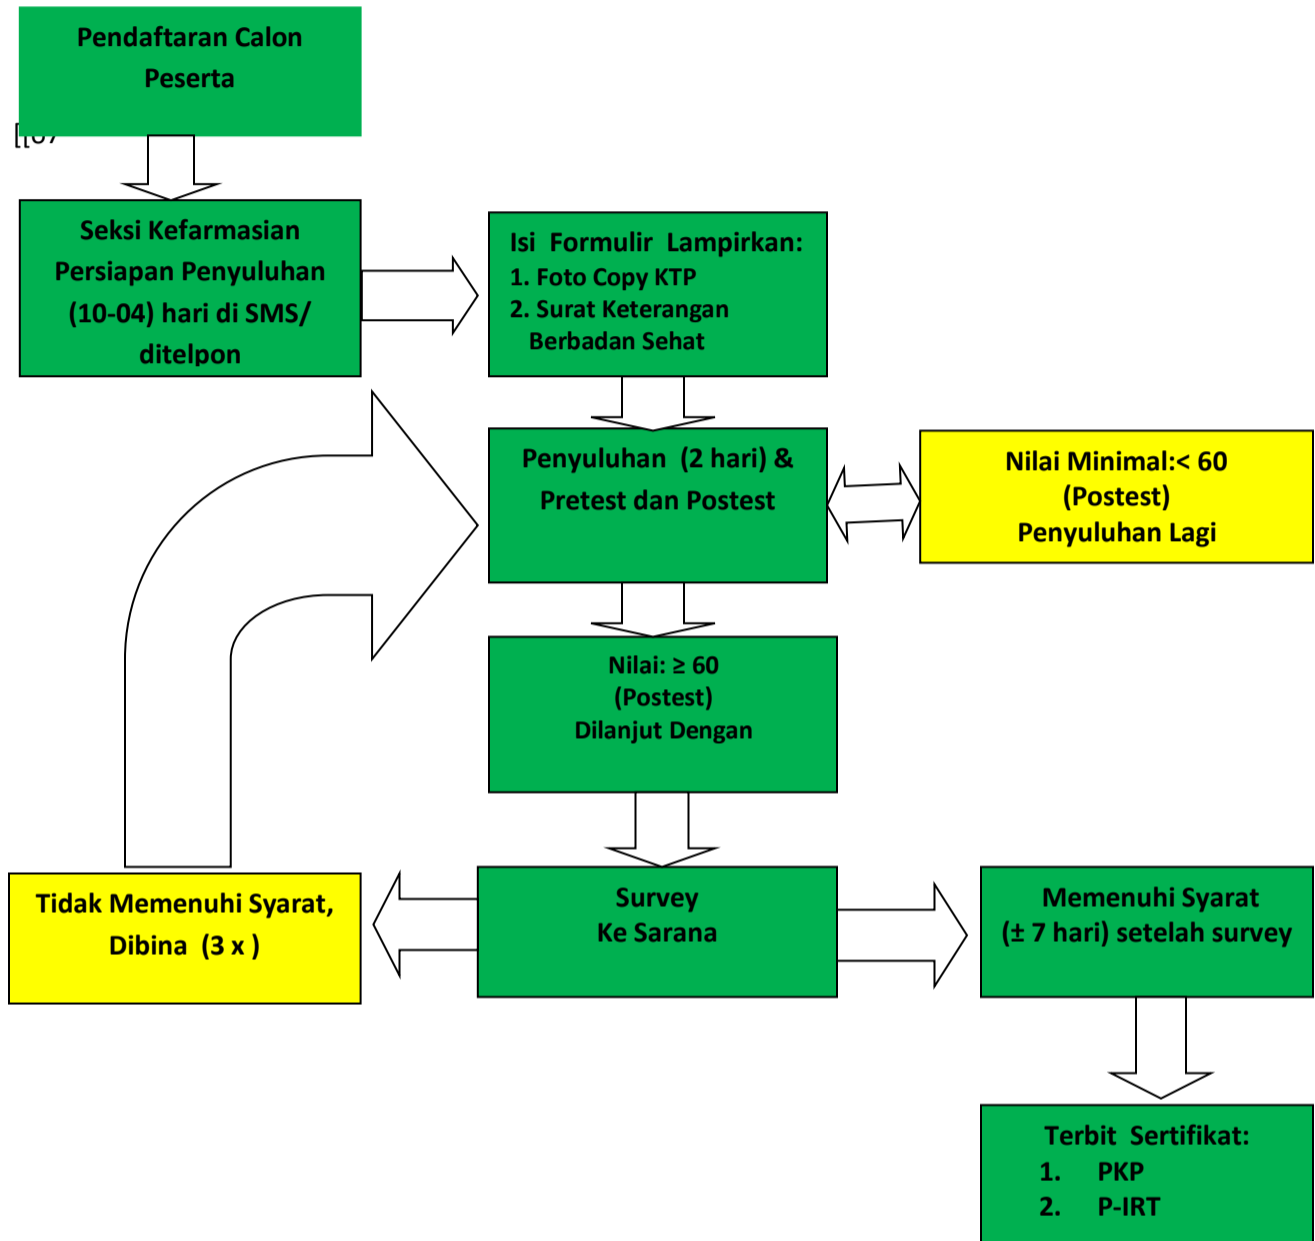 Pendaftaran Calon
Peserta
Seksi Kefarmasian
Persiapan Penyuluhan
(10-04) hari di SMS/
ditelpon
Isi Formulir Lampirkan:
1. Foto Copy KTP
2. Surat Keterangan
Berbadan Sehat
Penyuluhan (2 hari) &
Pretest dan Postest
Nilai Minimal:< 60
(Postest)
Penyuluhan Lagi
Nilai: ≥ 60
(Postest)
Dilanjut Dengan
Tidak Memenuhi Syarat,
Dibina (3 x )
Survey
Ke Sarana
Memenuhi Syarat
(± 7 hari) setelah survey
Terbit Sertifikat:
1. PKP
2. P-IRT